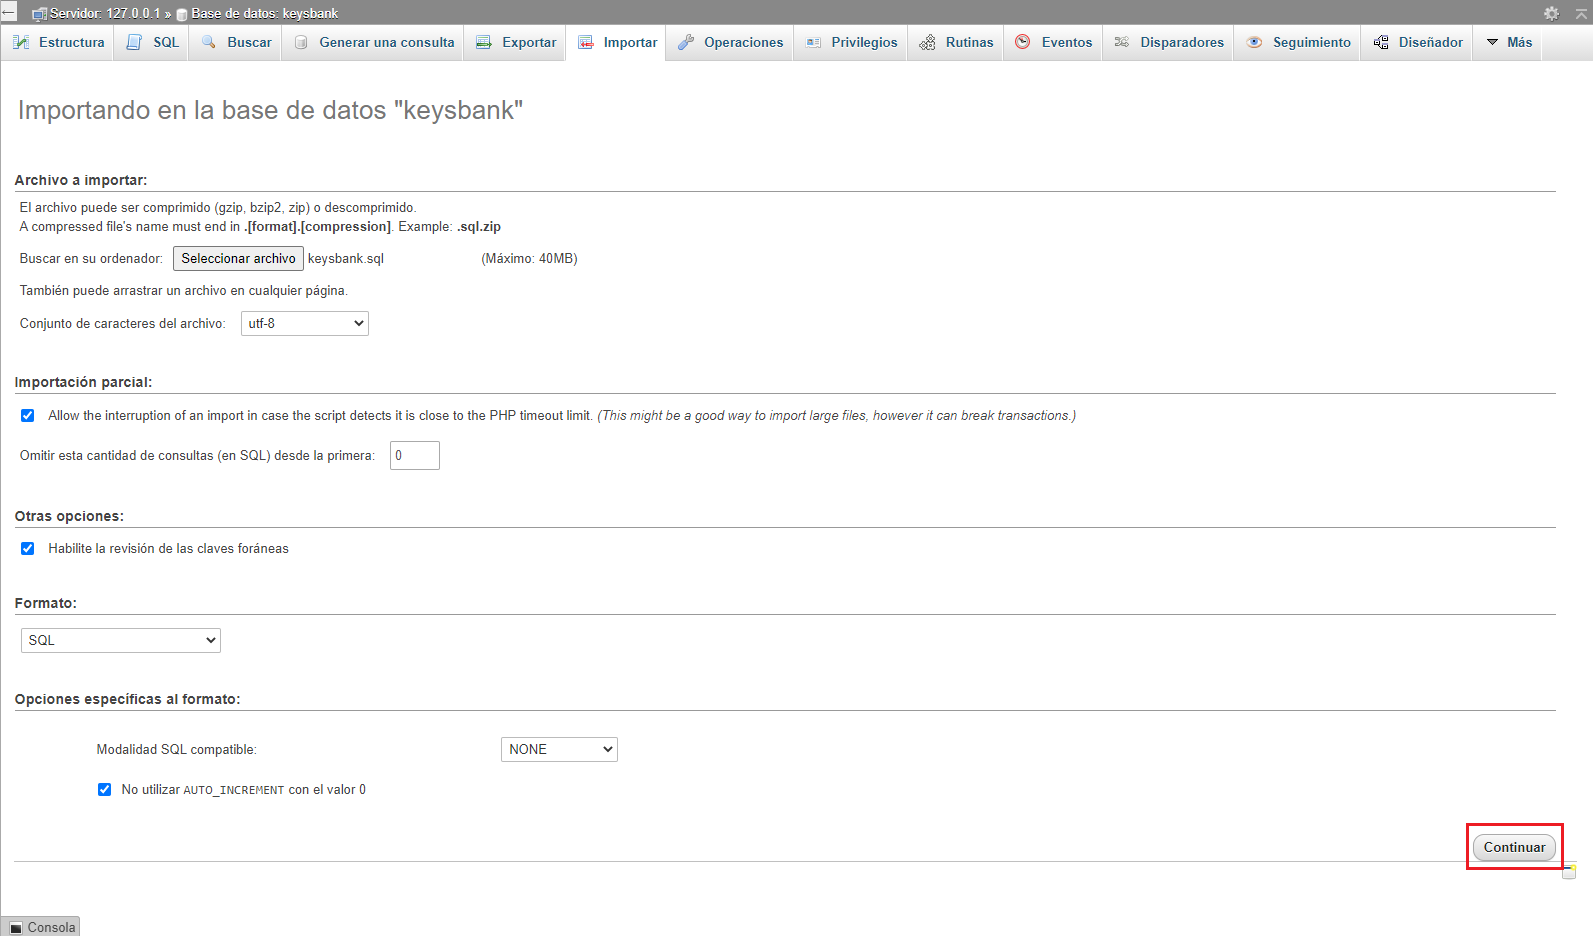 Servidor: 127.0.0.1 » Base de datos: keysbank
Estructura SQL Buscar Generar una consulta Exportar Importar Operaciones Privilegios Rutinas Eventos Disparadores Seguimiento Diseñador Más
Importando en la base de datos "keysbank"
Archivo a importar:
El archivo puede ser comprimido (gzip, bzip2, zip) o descomprimido.
A compressed file's name must end in .[format].[compression]. Example: .sql.zip
Buscar en su ordenador: Seleccionar archivo keysbank.sql (Máximo: 40MB)
También puede arrastrar un archivo en cualquier página.
Conjunto de caracteres del archivo: utf-8
Importación parcial:
Allow the interruption of an import in case the script detects it is close to the PHP timeout limit. (This might be a good way to import large files, however it can break transactions.)
Omitir esta cantidad de consultas (en SQL) desde la primera: 0
Otras opciones:
Habilite la revisión de las claves foráneas
Formato:
SQL
Opciones específicas al formato:
Modalidad SQL compatible: NONE
No utilizar AUTO_INCREMENT con el valor 0
Continuar
Consola